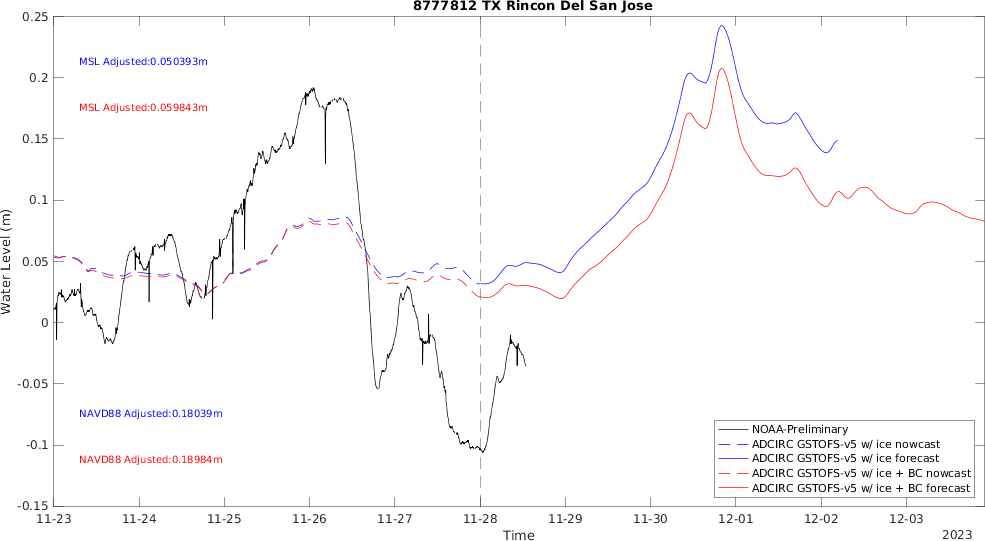 8777812 TX Rincon Del San Jose
0.25
0.2
0.15
0.1
0.05
0
-0.05
-0.1
-0.15
Water Level (m)
MSL Adjusted:0.050393m
MSL Adjusted:0.059843m
NAVD88 Adjusted:0.18039m
NAVD88 Adjusted:0.18984m
NOAA-Preliminary
ADCIRC GSTOFS-v5 w/ ice nowcast
ADCIRC GSTOFS-v5 w/ ice forecast
ADCIRC GSTOFS-v5 w/ ice + BC nowcast
ADCIRC GSTOFS-v5 w/ ice + BC forecast
11-23 11-24 11-25 11-26 11-27 11-28 11-29 11-30 12-01 12-02 12-03
Time
2023